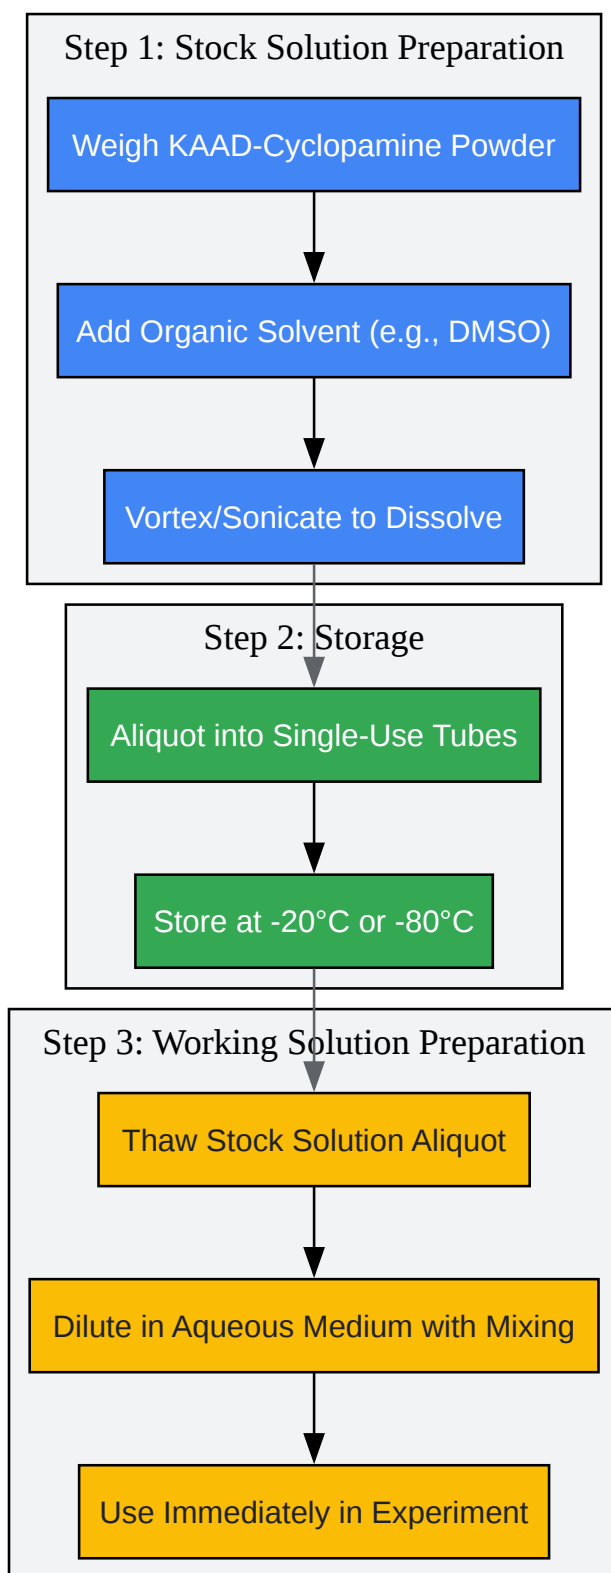 Step 1: Stock Solution Preparation
Weigh KAAD-Cyclopamine Powder
Add Organic Solvent (e.g., DMSO)
Vortex/Sonicate to Dissolve
Step 2: Storage
Aliquot into Single-Use Tubes
Store at -20°C or -80°C
Step 3: Working Solution Preparation
Thaw Stock Solution Aliquot
Dilute in Aqueous Medium with Mixing
Use Immediately in Experiment